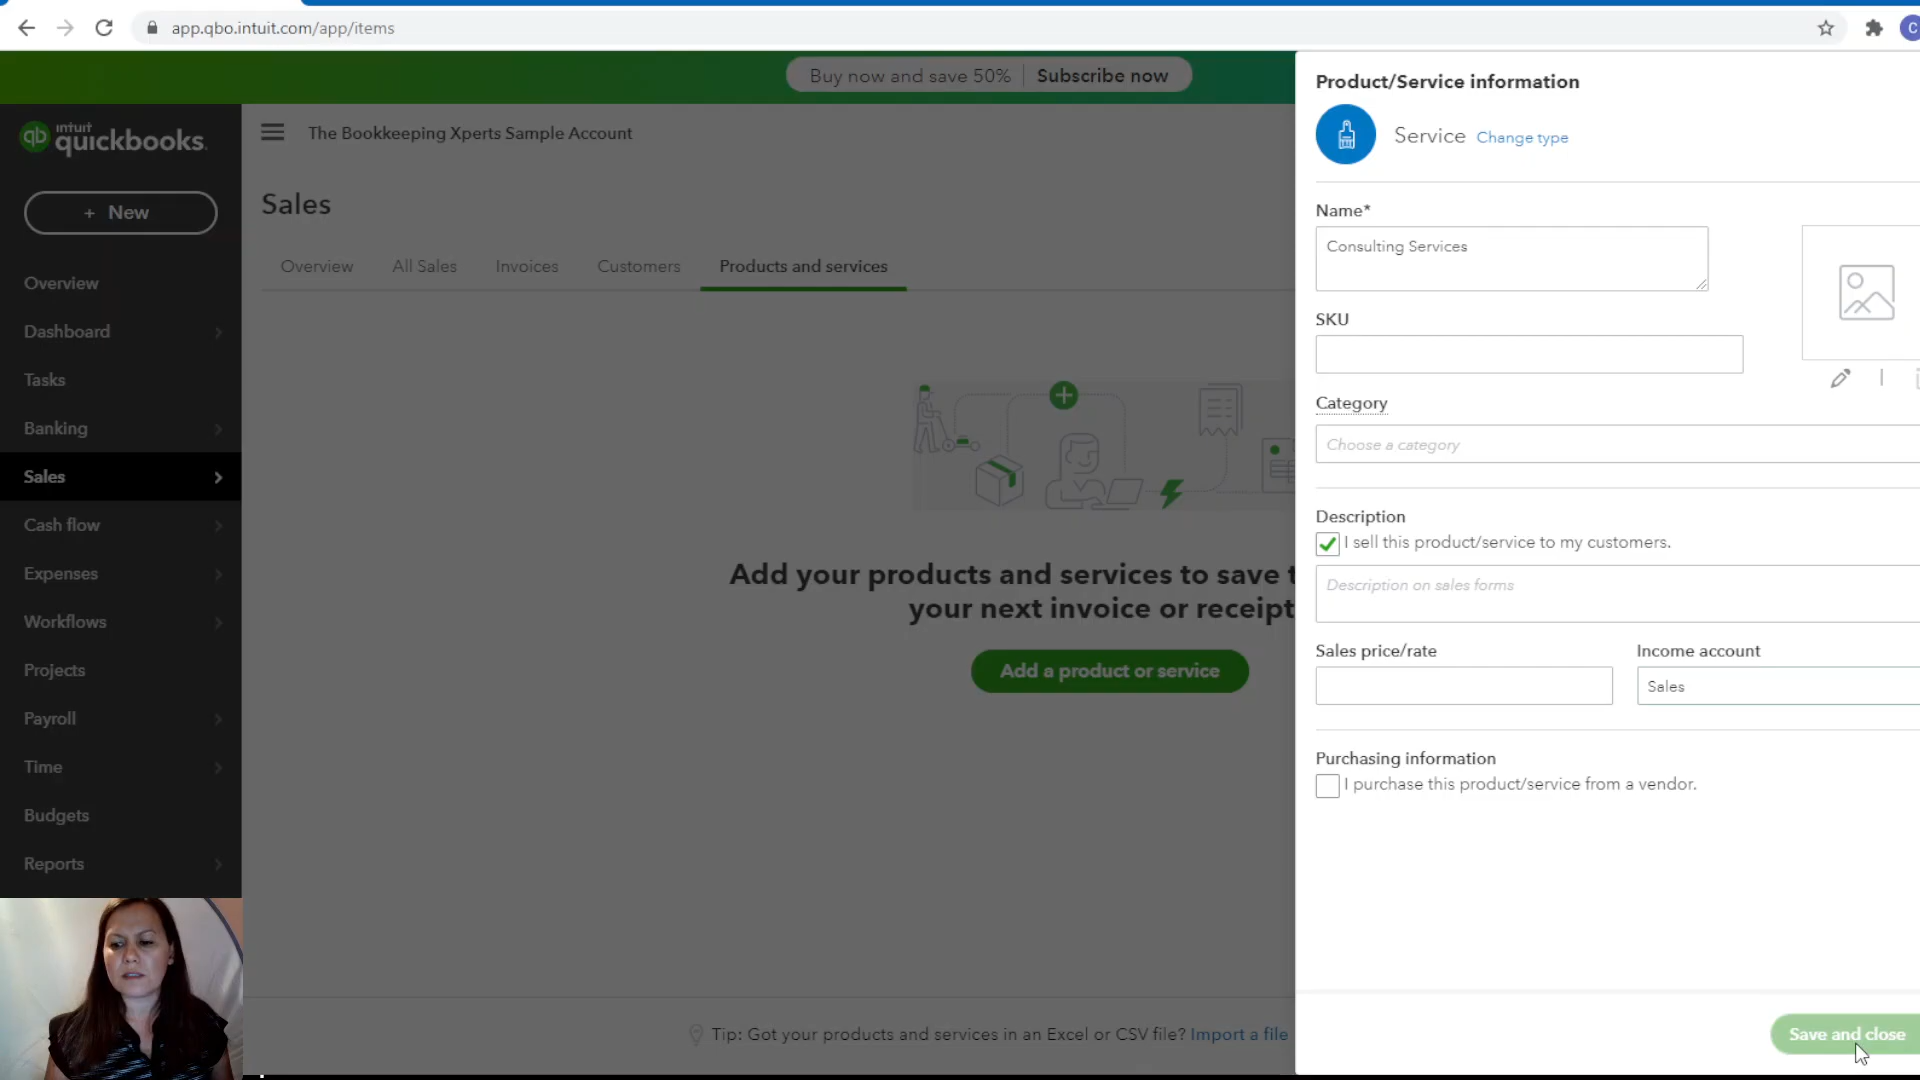 app.qbo.intuit.com/app/items
C
Buy now and save 50% Subscribe now
qb intuit quickbooks.
The Bookkeeping Xperts Sample Account
+ New
Sales
Overview All Sales Invoices Customers Products and services
Overview
Dashboard
Tasks
Banking
Sales
Cash flow
Expenses
Workflows
Projects
Payroll
Time
Budgets
Reports
Add your products and services to save
your next invoice or receipt
Add a product or service
Tip: Got your products and services in an Excel or CSV file? Import a file
Product/Service information
Service Change type
Name*
Consulting Services
SKU
Category
Choose a category
Description
I sell this product/service to my customers.
Description on sales forms
Sales price/rate Income account
Sales
Purchasing information
I purchase this product/service from a vendor.
Save and close